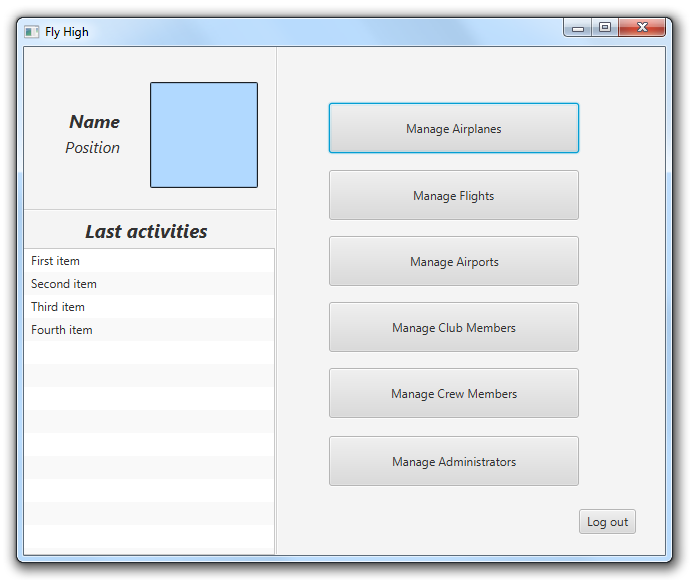 Fly High
Name
Position
Last activities
First item
Second item
Third item
Fourth item
Manage Airplanes
Manage Flights
Manage Airports
Manage Club Members
Manage Crew Members
Manage Administrators
Log out